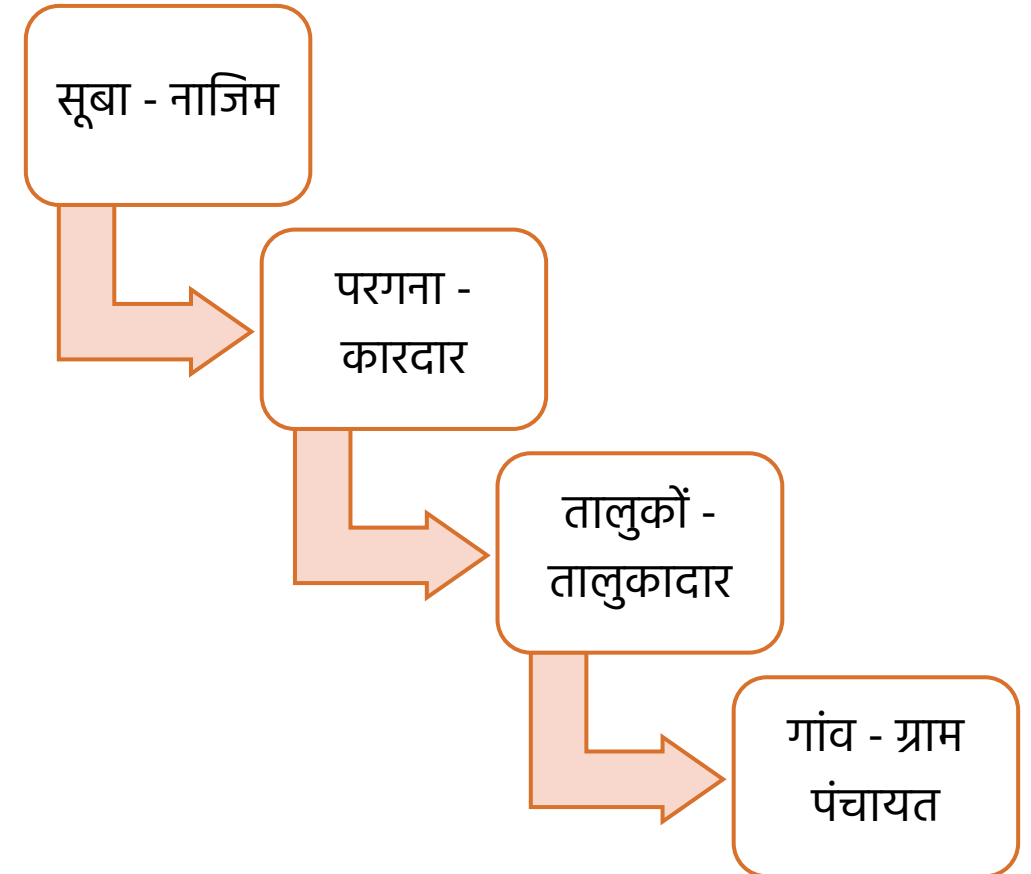 सूबा - नाजिम
परगना -
कारदार
तालुकों -
तालुकादार
गांव - ग्राम
पंचायत